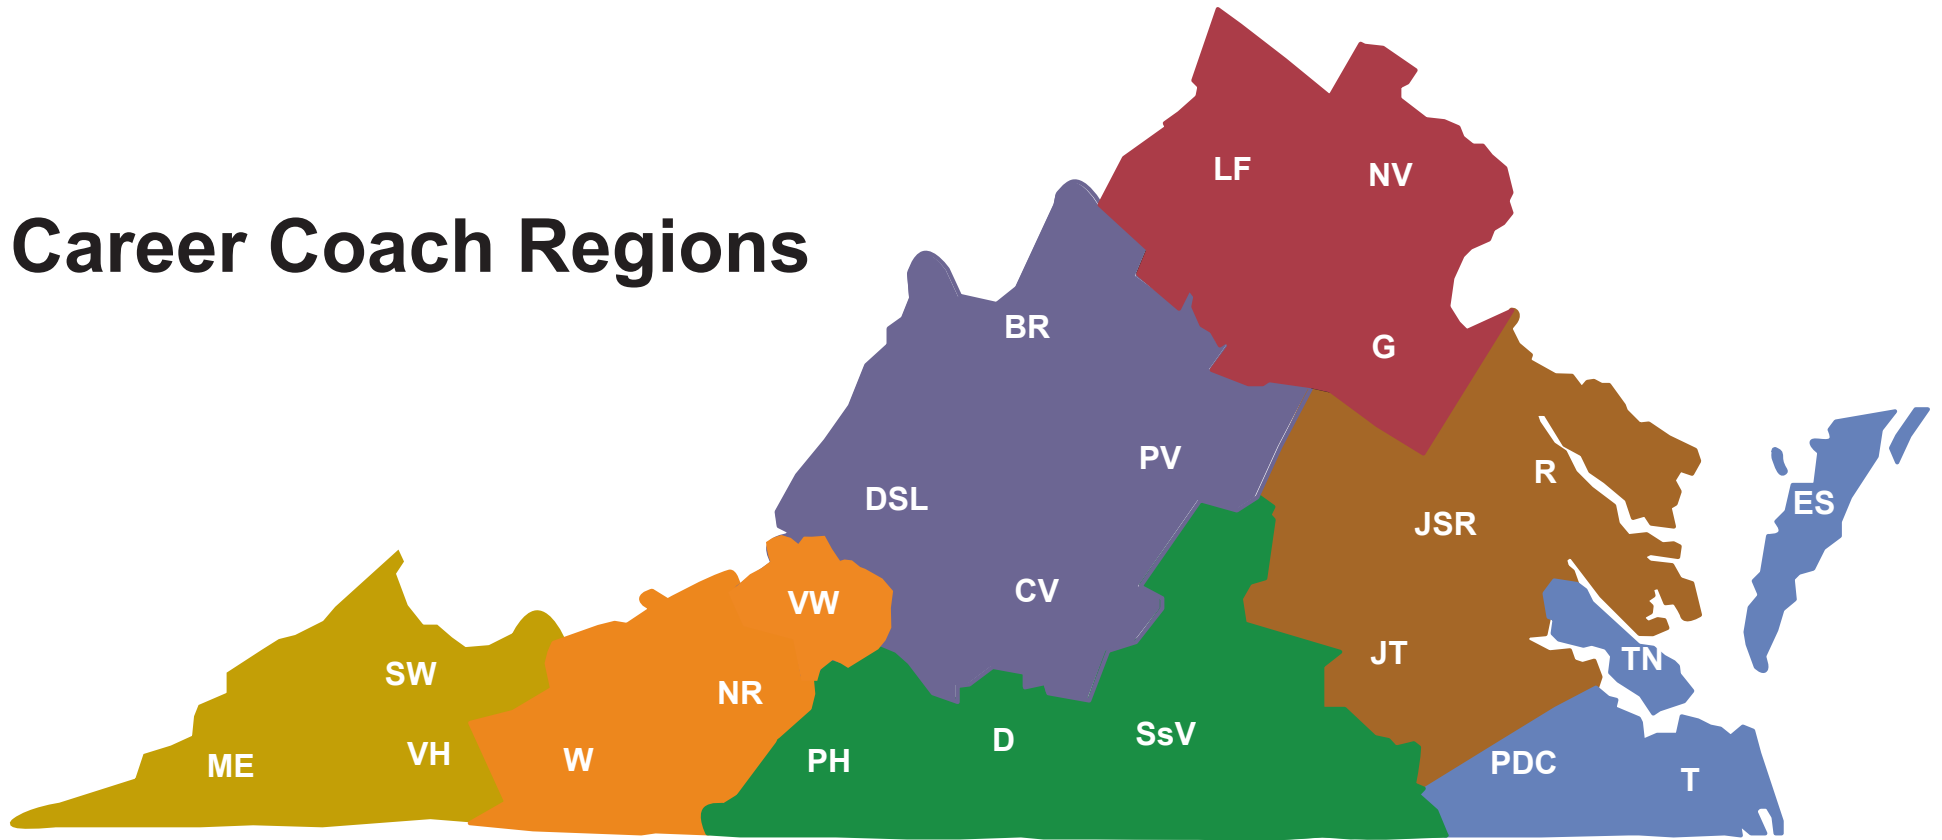 Career Coach Regions
LF
NV
BR
G
PV
R
DSL
ES
JSR
CV
VW
JT
TN
SW
NR
SsV
D
VH
W
PH
ME
PDC
T